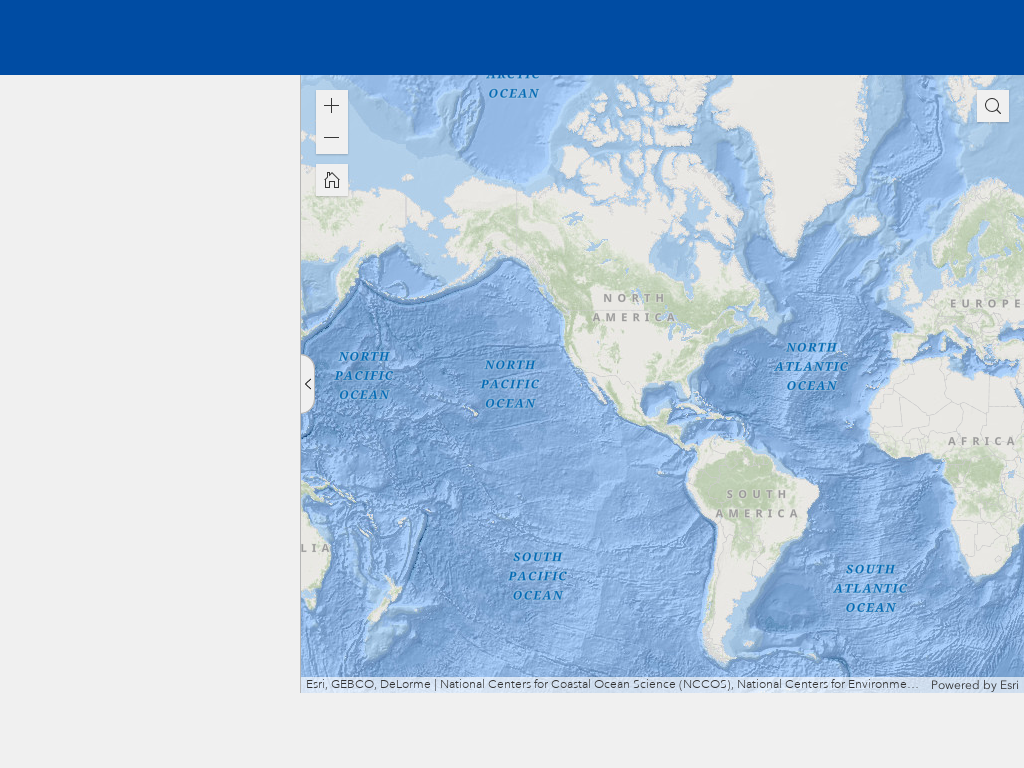 ARCTIC
OCEAN
NORTH
AMERICA
EUROPE
NORTH
PACIFIC
OCEAN
NORTH
PACIFIC
OCEAN
NORTH
ATLANTIC
OCEAN
AFRICA
SOUTH
AMERICA
LIA
SOUTH
PACIFIC
OCEAN
SOUTH
ATLANTIC
OCEAN
Esri, GEBCO, DeLorme | National Centers for Coastal Ocean Science (NCCOS), National Centers for Environme…
Powered by Esri